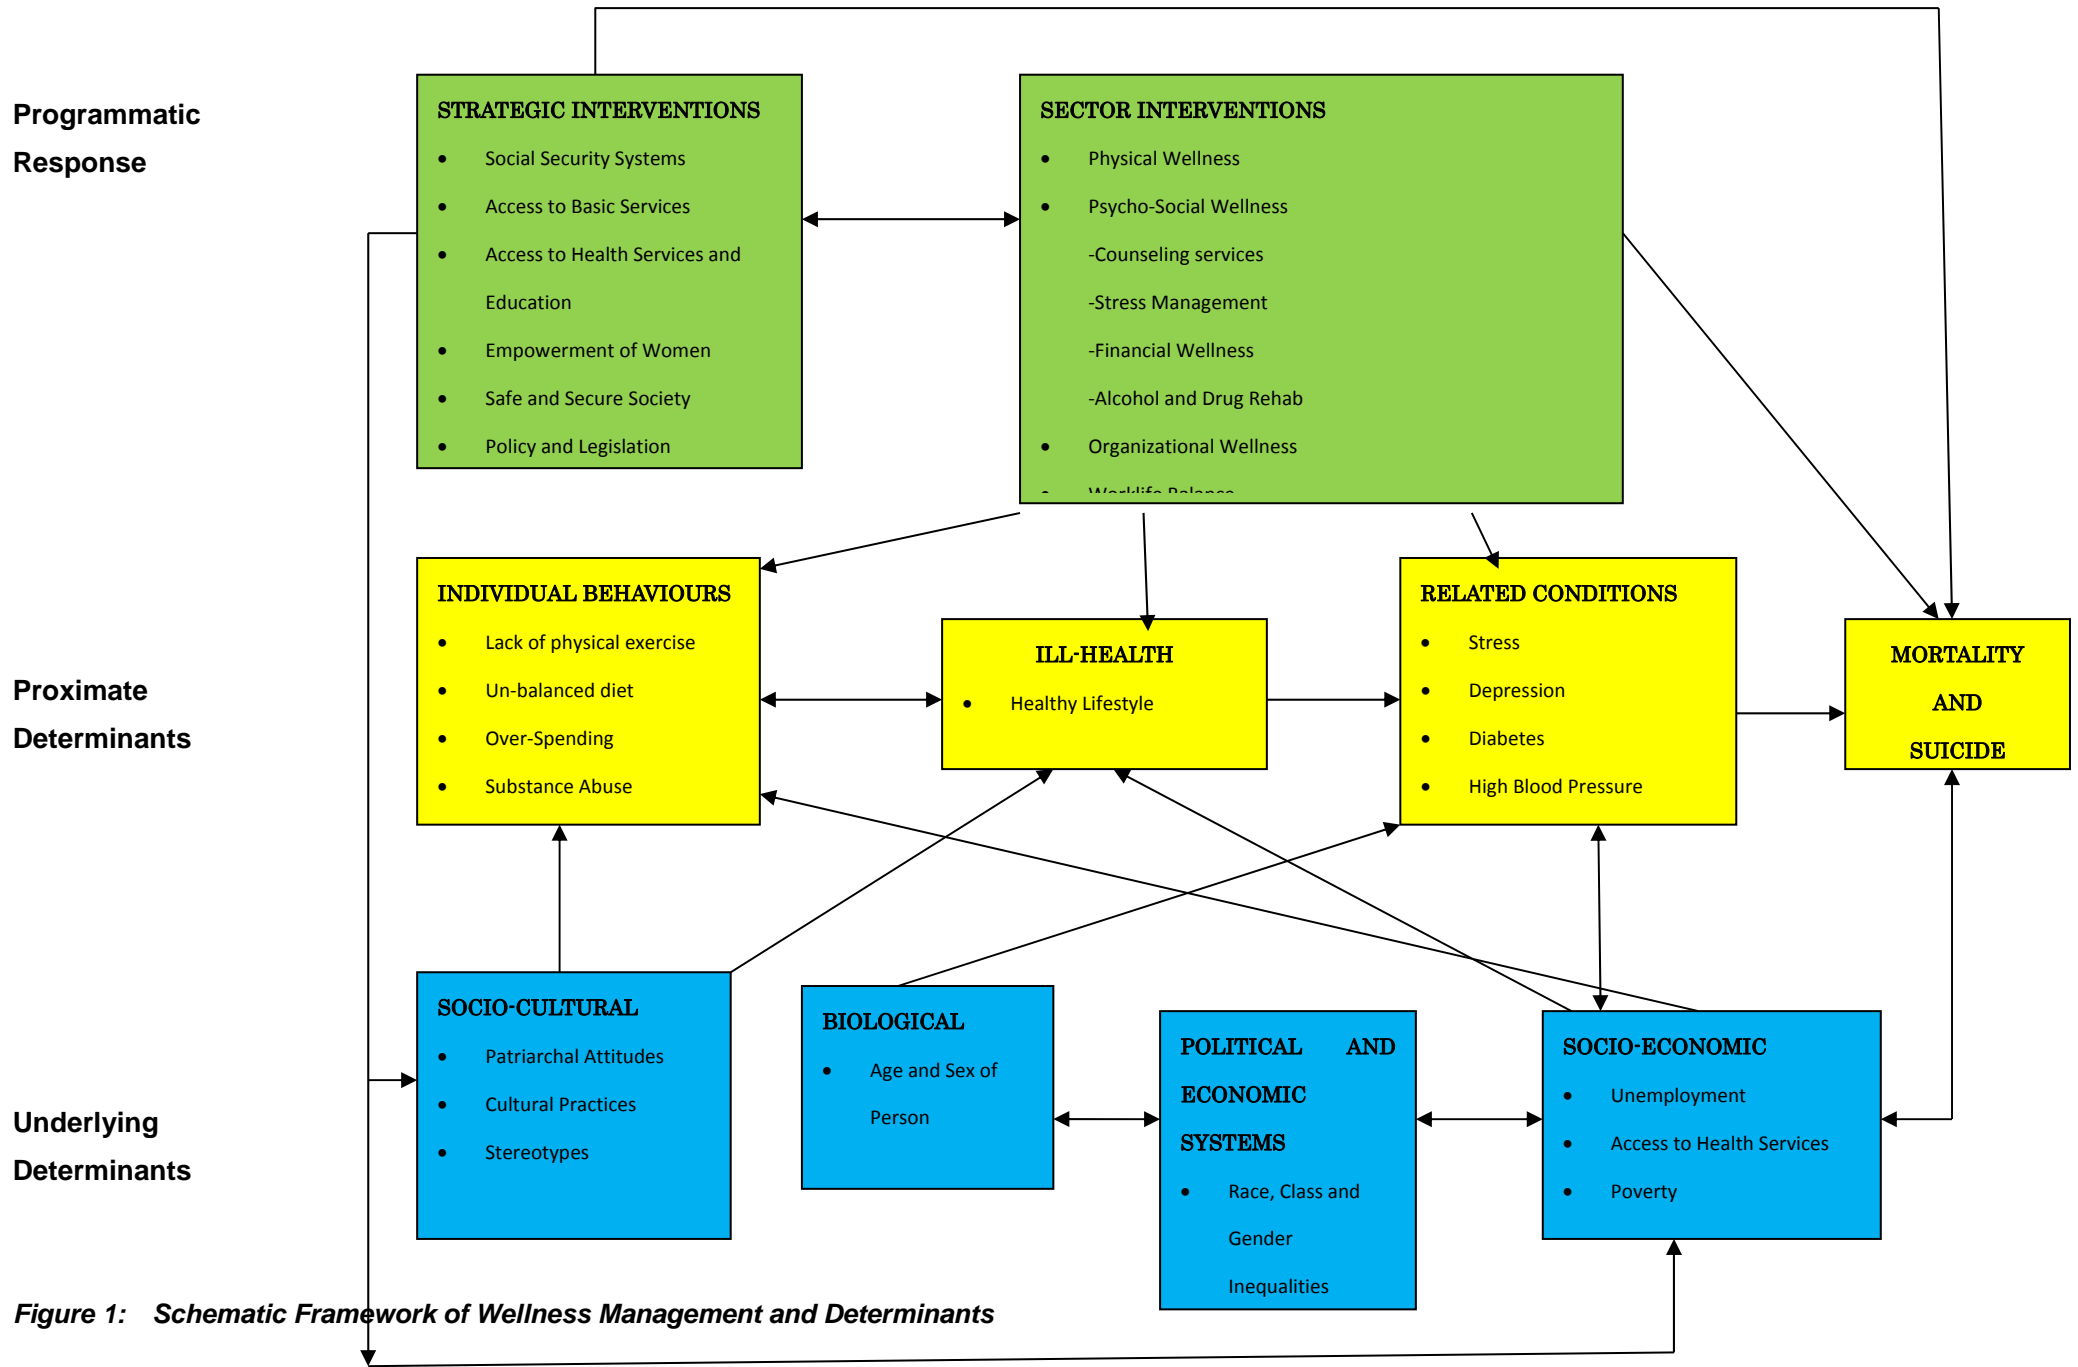 Programmatic
Response
STRATEGIC INTERVENTIONS
• Social Security Systems
• Access to Basic Services
• Access to Health Services and
Education
• Empowerment of Women
• Safe and Secure Society
• Policy and Legislation
SECTOR INTERVENTIONS
• Physical Wellness
• Psycho-Social Wellness
-Counseling services
-Stress Management
-Financial Wellness
-Alcohol and Drug Rehab
• Organizational Wellness
• Worklife Balance
Proximate
Determinants
INDIVIDUAL BEHAVIOURS
• Lack of physical exercise
• Un-balanced diet
• Over-Spending
• Substance Abuse
ILL-HEALTH
• Healthy Lifestyle
RELATED CONDITIONS
• Stress
• Depression
• Diabetes
• High Blood Pressure
MORTALITY
AND
SUICIDE
Underlying
Determinants
SOCIO-CULTURAL
• Patriarchal Attitudes
• Cultural Practices
• Stereotypes
BIOLOGICAL
• Age and Sex of
Person
POLITICAL AND
ECONOMIC
SYSTEMS
• Race, Class and
Gender
Inequalities
SOCIO-ECONOMIC
• Unemployment
• Access to Health Services
• Poverty
Figure 1: Schematic Framework of Wellness Management and Determinants